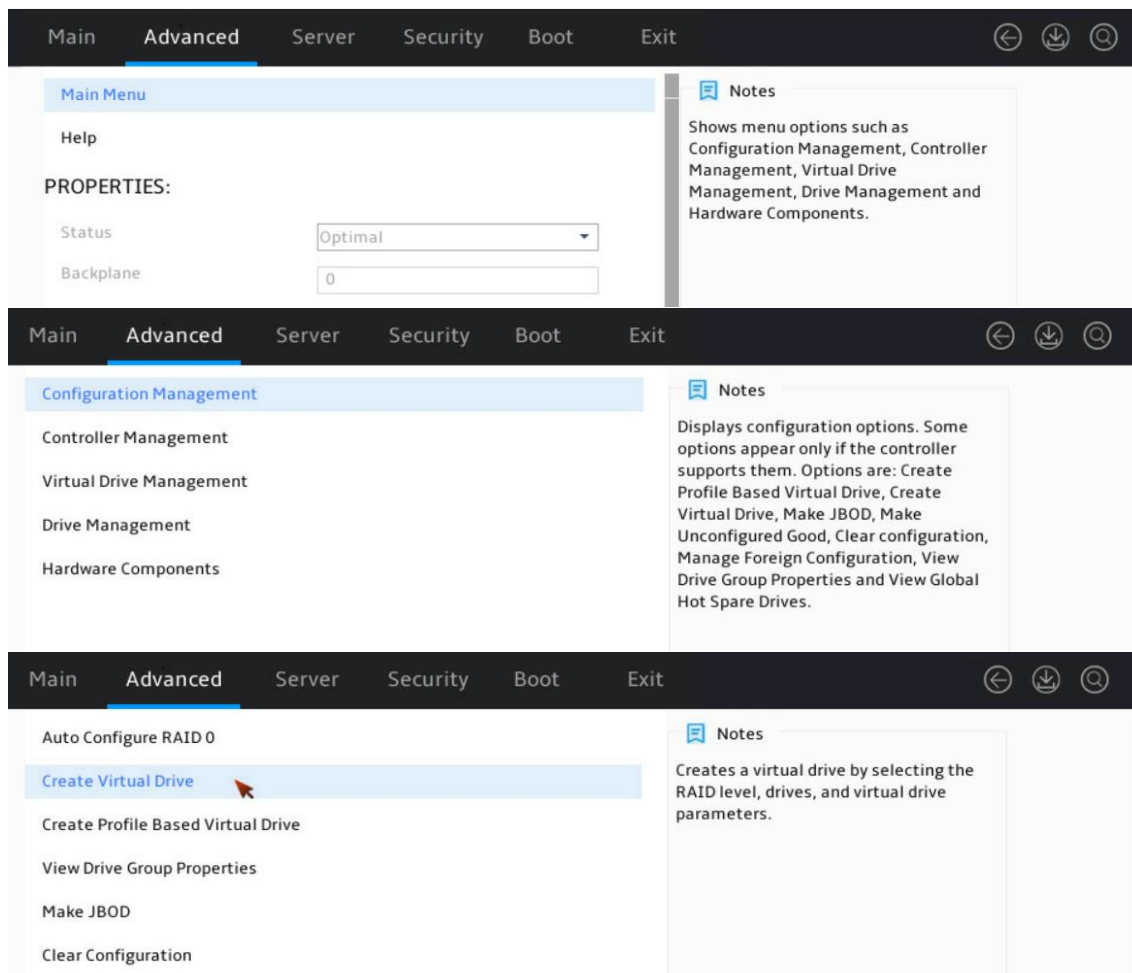 Main Advanced Server Security Boot Exit
Main Menu
Help
PROPERTIES:
Status Optimal
Backplane 0
Notes
Shows menu options such as
Configuration Management, Controller
Management, Virtual Drive
Management, Drive Management and
Hardware Components.
Main Advanced Server Security Boot Exit
Configuration Management
Controller Management
Virtual Drive Management
Drive Management
Hardware Components
Notes
Displays configuration options. Some
options appear only if the controller
supports them. Options are: Create
Profile Based Virtual Drive, Create
Virtual Drive, Make JBOD, Make
Unconfigured Good, Clear configuration,
Manage Foreign Configuration, View
Drive Group Properties and View Global
Hot Spare Drives.
Main Advanced Server Security Boot Exit
Auto Configure RAID 0
Create Virtual Drive
Create Profile Based Virtual Drive
View Drive Group Properties
Make JBOD
Clear Configuration
Notes
Creates a virtual drive by selecting the
RAID level, drives, and virtual drive
parameters.